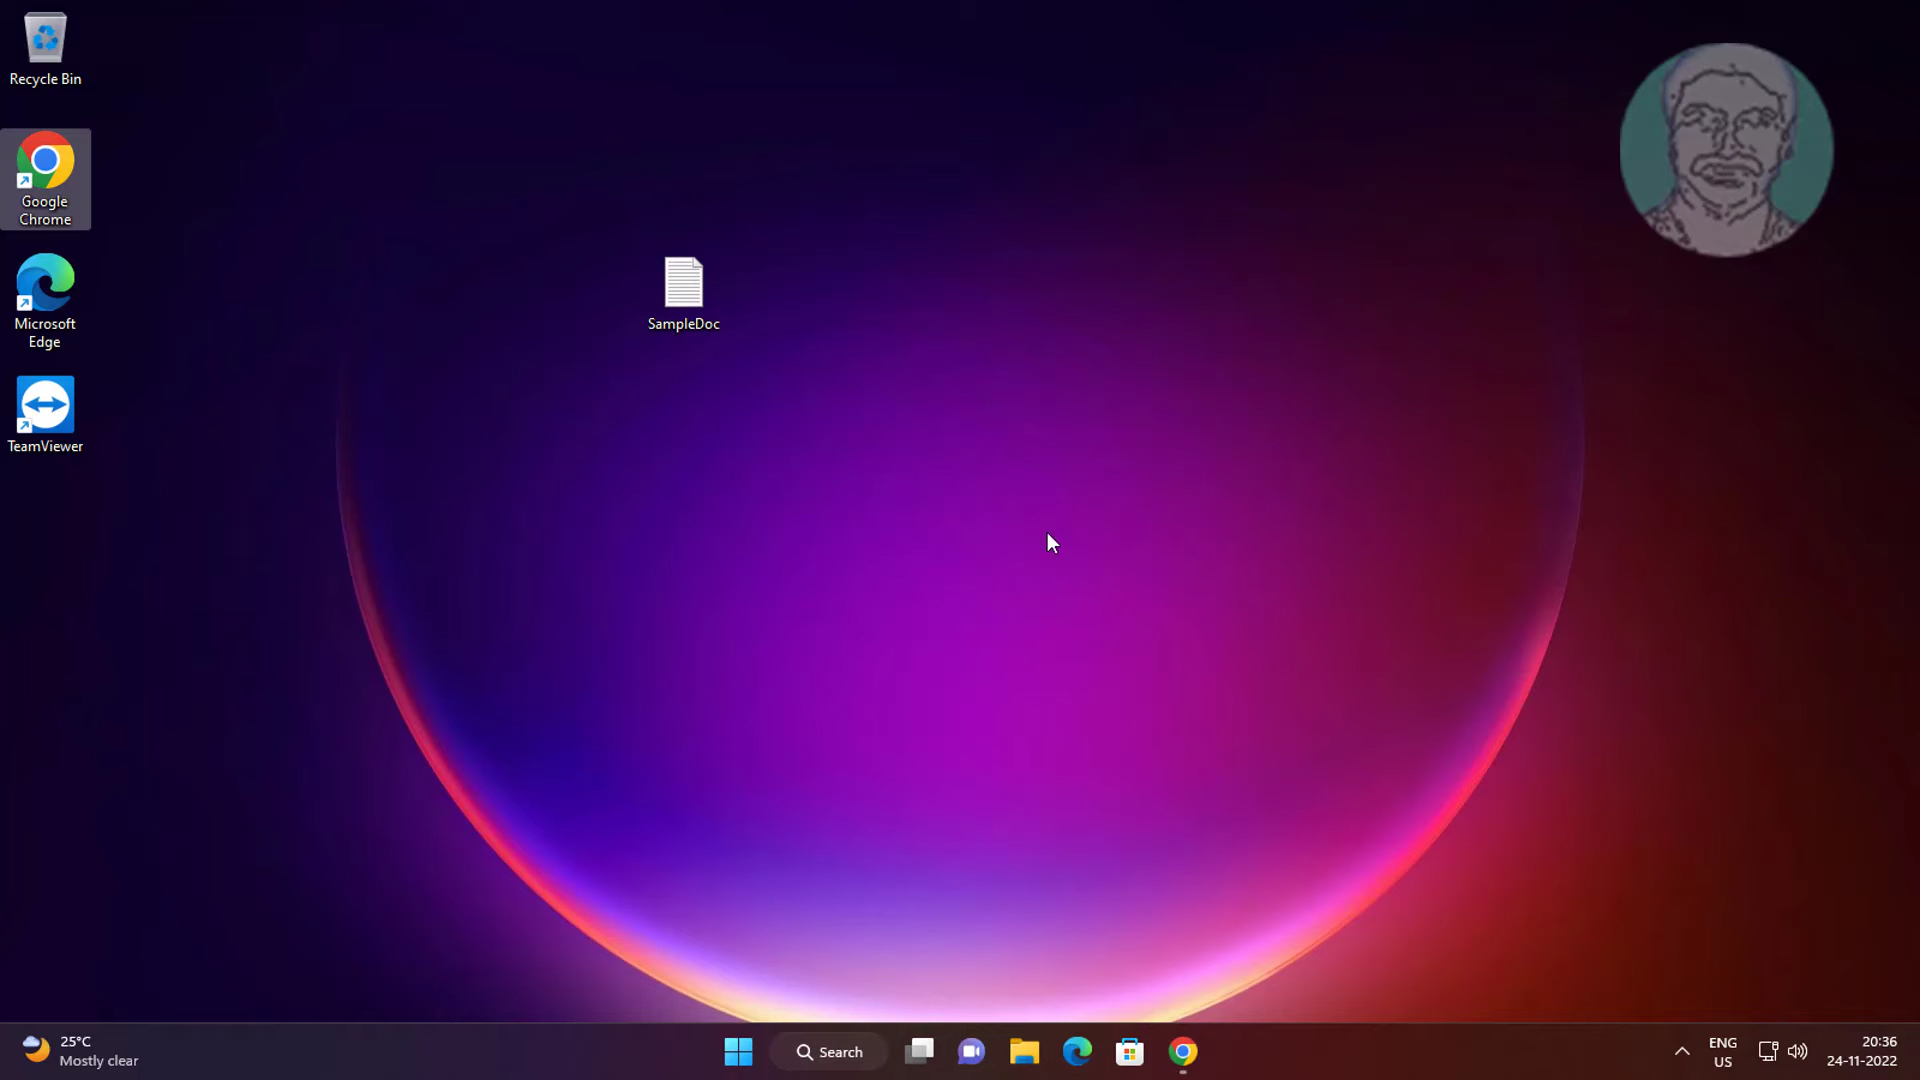 Recycle Bin
Google
Chrome
Microsoft
Edge
TeamViewer
SampleDoc
25°C
Mostly clear
Search
ENG
US
20:36
24-11-2022